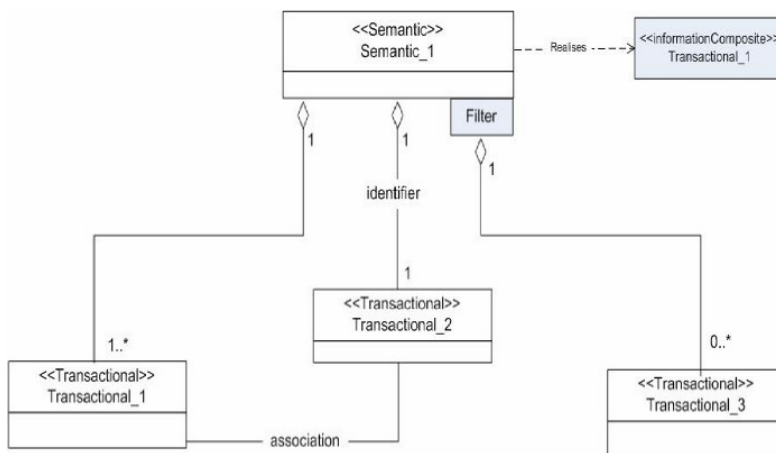 <<Semantic>>
Semantic_1
Realises
<<informationComposite>>
Transactional_1
Filter
1
1
1
identifier
1
<<Transactional>>
Transactional_2
1..*
0..*
<<Transactional>>
Transactional_1
<<Transactional>>
Transactional_3
association